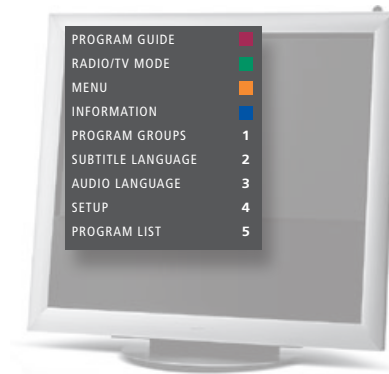 PROGRAM GUIDE
RADIO/TV MODE
MENU
INFORMATION
PROGRAM GROUPS 1
SUBTITLE LANGUAGE 2
AUDIO LANGUAGE 3
SETUP 4
PROGRAM LIST 5